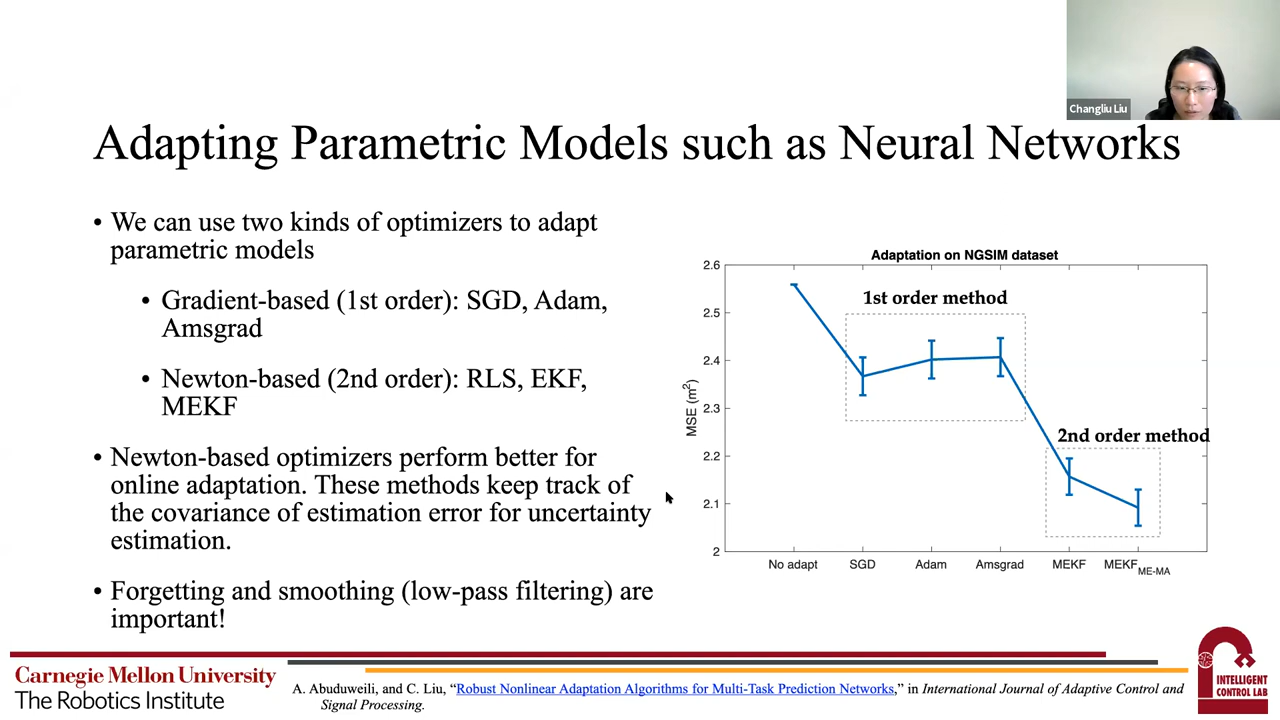 Changliu Liu
Adapting Parametric Models such as Neural Networks
• We can use two kinds of optimizers to adapt
parametric models
• Gradient-based (1st order): SGD, Adam,
Amsgrad
• Newton-based (2nd order): RLS, EKF,
MEKF
• Newton-based optimizers perform better for
online adaptation. These methods keep track of
the covariance of estimation error for uncertainty
estimation.
• Forgetting and smoothing (low-pass filtering) are
important!
Adaptation on NGSIM dataset
1st order method
2nd order method
MSE (m²)
2.6
2.5
2.4
2.3
2.2
2.1
2
No adapt SGD Adam Amsgrad MEKF MEKF ME-MA
Carnegie Mellon University
The Robotics Institute
A. Abuduweili, and C. Liu, “Robust Nonlinear Adaptation Algorithms for Multi-Task Prediction Networks,” in International Journal of Adaptive Control and
Signal Processing.
INTELLIGENT
CONTROL LAB